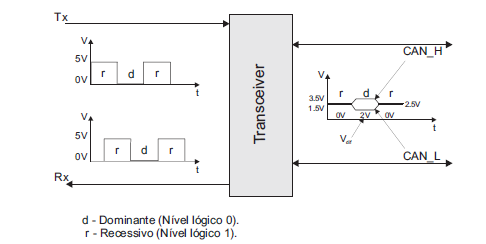 Tx
V
5V
0V
r d r
t
V
5V
0V
r d r
t
Rx
Transceiver
CAN_H
V
r d r
3.5V
1.5V
2.5V
0V 2V 0V
t
V
CAN_L
d - Dominante (Nível lógico 0).
r - Recessivo (Nível lógico 1).